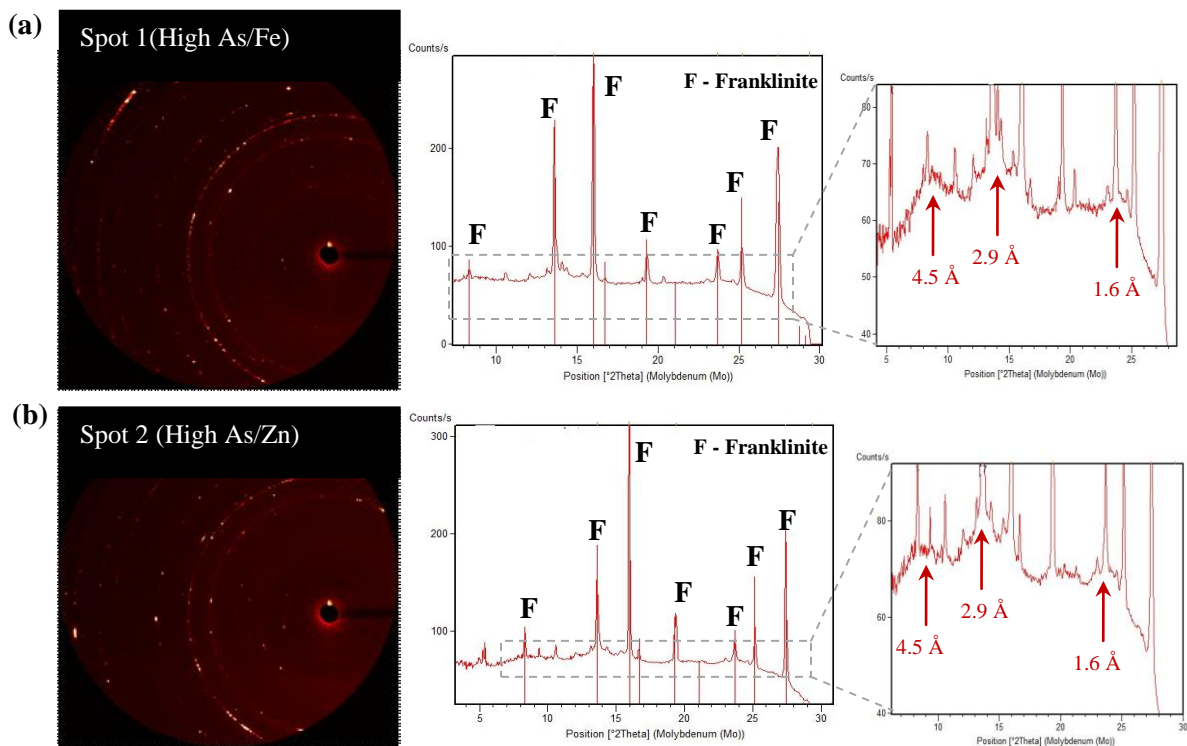 (a)
Spot 1(High As/Fe)
Counts/s
F - Franklinite
F
F
F
F
F
F
F
200
100
0
10
15
20
25
30
Position [°2Theta] (Molybdenum (Mo))
Counts/s
80
70
60
50
40
4.5 Å
2.9 Å
1.6 Å
5
10
15
20
25
Position [°2Theta] (Molybdenum (Mo))
(b)
Spot 2 (High As/Zn)
Counts/s
F - Franklinite
F
F
F
F
F
F
F
300
200
100
5
10
15
20
25
30
Position [°2Theta] (Molybdenum (Mo))
Counts/s
80
60
40
4.5 Å
2.9 Å
1.6 Å
10
15
20
25
30
Position [°2Theta] (Molybdenum (Mo))